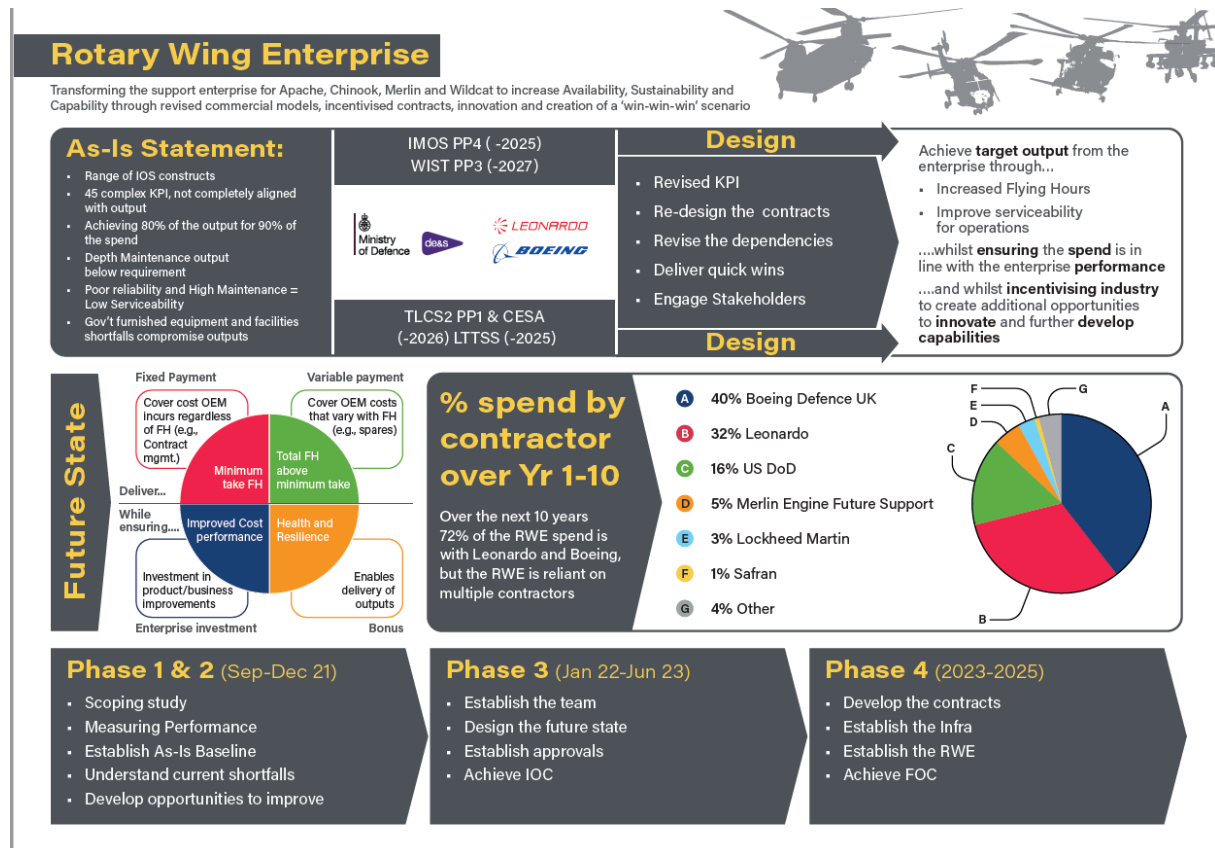 Rotary Wing Enterprise
Transforming the support enterprise for Apache, Chinook, Merlin and Wildcat to increase Availability, Sustainability and
Capability through revised commercial models, incentivised contracts, innovation and creation of a ‘win-win-win’ scenario
As-Is Statement:
▪ Range of IOS constructs
▪ 45 complex KPI, not completely aligned
with output
▪ Achieving 80% of the output for 90% of
the spend
▪ Depth Maintenance output
below requirement
▪ Poor reliability and High Maintenance =
Low Serviceability
▪ Gov’t furnished equipment and facilities
shortfalls compromise outputs
IMOS PP4 ( -2025)
WIST PP3 (-2027)
Ministry
of Defence
de&s
LEONARDO
BOEING
TLCS2 PP1 & CESA
(-2026) LTTSS (-2025)
Design
▪ Revised KPI
▪ Re-design the  contracts
▪ Revise the dependencies
▪ Deliver quick wins
▪ Engage Stakeholders
Design
Achieve target output from the
enterprise through...
▪ Increased Flying Hours
▪ Improve serviceability
for operations
....whilst ensuring the spend is in
line with the enterprise performance
....and whilst incentivising industry
to create additional opportunities
to innovate and further develop
capabilities
Future State
Fixed Payment
Cover cost OEM
incurs regardless
of FH (e.g.,
Contract
mgmt.)
Variable payment
Cover OEM costs
that vary with FH
(e.g., spares)
Minimum
take FH
Total FH
above
minimum take
Deliver...
While
ensuring....
Improved Cost
performance
Health and
Resilience
Investment in
product/business
improvements
Enables
delivery of
outputs
Enterprise investment
Bonus
% spend by
contractor
over Yr 1-10
Over the next 10 years
72% of the RWE spend is
with Leonardo and Boeing,
but the RWE is reliant on
multiple contractors
A 40% Boeing Defence UK
B 32% Leonardo
C 16% US DoD
D 5% Merlin Engine Future Support
E 3% Lockheed Martin
F 1% Safran
G 4% Other
F
G
E
A
D
C
B
Phase 1 & 2 (Sep-Dec 21)
▪ Scoping study
▪ Measuring Performance
▪ Establish As-Is Baseline
▪ Understand current shortfalls
▪ Develop opportunities to improve
Phase 3 (Jan 22-Jun 23)
▪ Establish the team
▪ Design the future state
▪ Establish approvals
▪ Achieve IOC
Phase 4 (2023-2025)
▪ Develop the contracts
▪ Establish the Infra
▪ Establish the RWE
▪ Achieve FOC